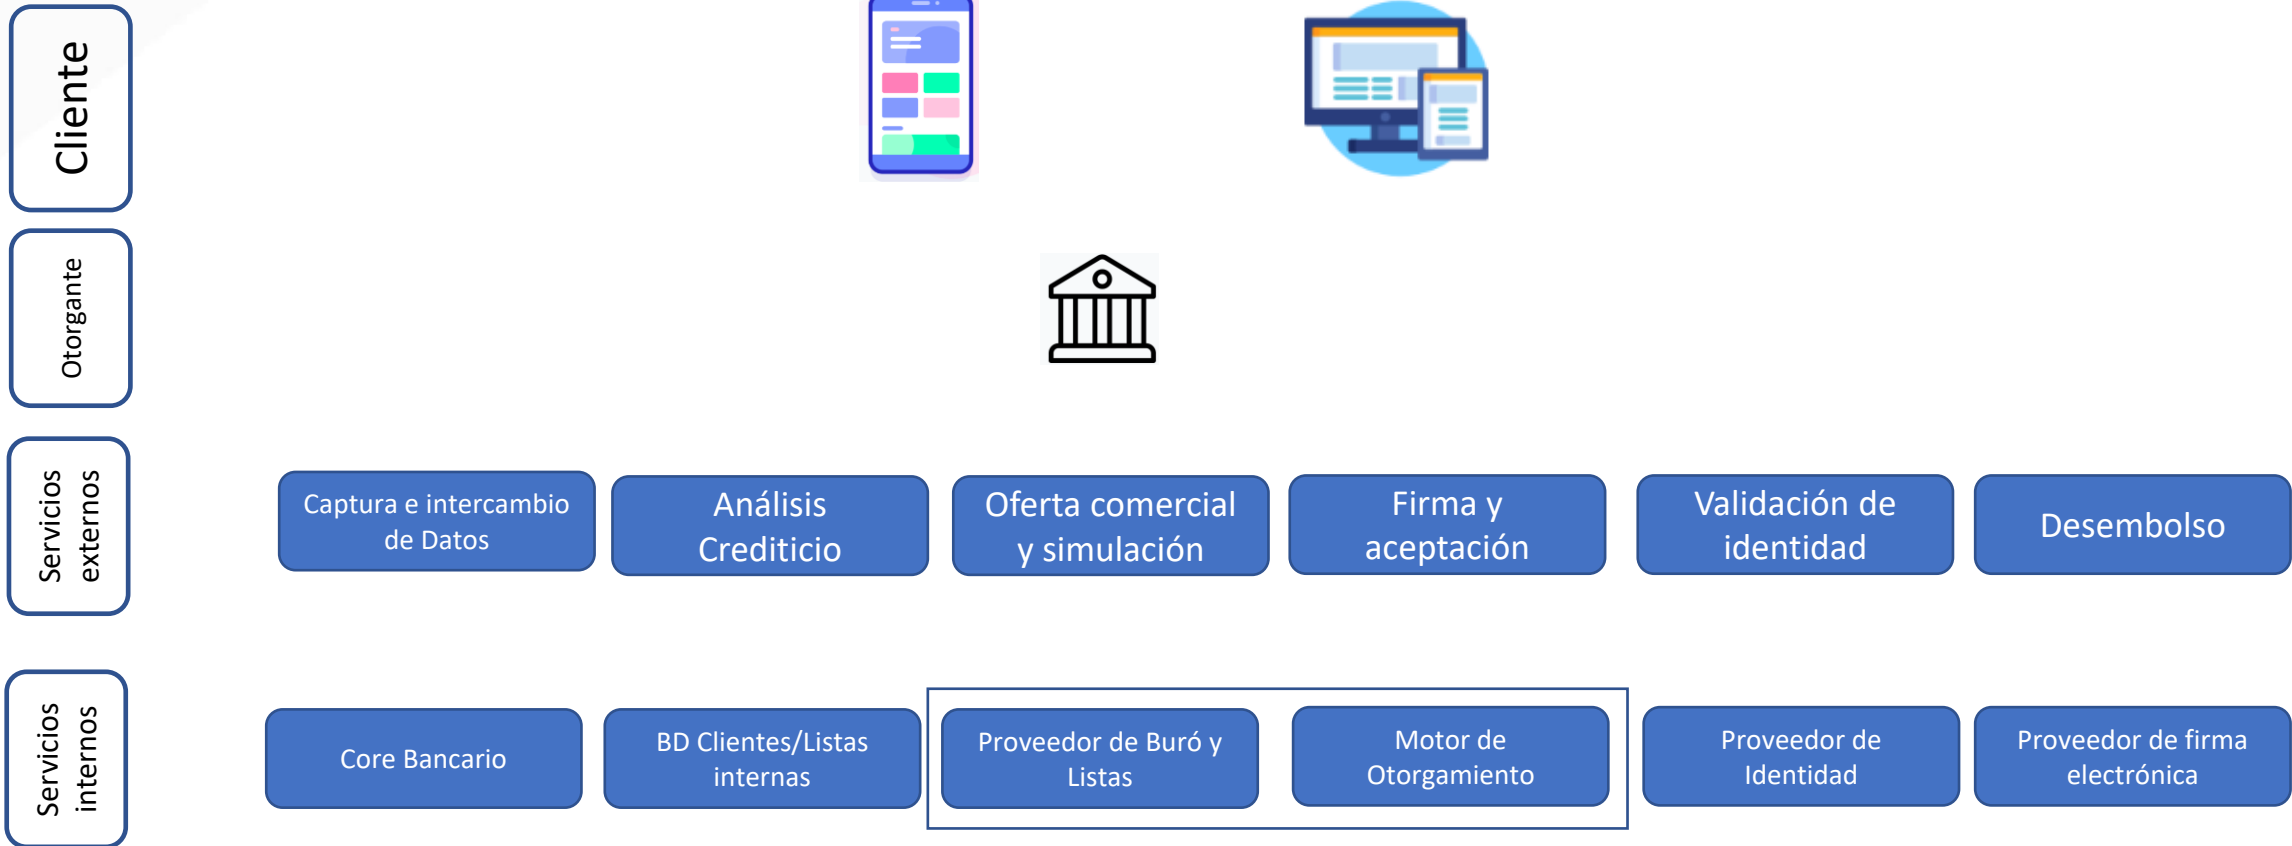 Cliente
Otorgante
Servicios
externos
Captura e intercambio
de Datos
Análisis
Crediticio
Oferta comercial
y simulación
Firma y
aceptación
Validación de
identidad
Desembolso
Servicios
internos
Core Bancario
BD Clientes/Listas
internas
Proveedor de Buró y
Listas
Motor de
Otorgamiento
Proveedor de
Identidad
Proveedor de firma
electrónica